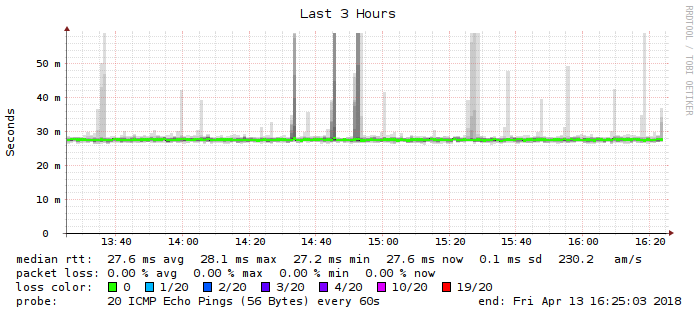 Last 3 Hours
RRDTOOL / TOBI OETIKER
Seconds
50 m
40 m
30 m
20 m
10 m
0
13:40 14:00 14:20 14:40 15:00 15:20 15:40 16:00 16:20
median rtt: 27.6 ms avg 28.1 ms max 27.2 ms min 27.6 ms now 0.1 ms sd 230.2 am/s
packet loss: 0.00 % avg 0.00 % max 0.00 % min 0.00 % now
loss color: 0 1/20 2/20 3/20 4/20 10/20 19/20
probe: 20 ICMP Echo Pings (56 Bytes) every 60s end: Fri Apr 13 16:25:03 2018